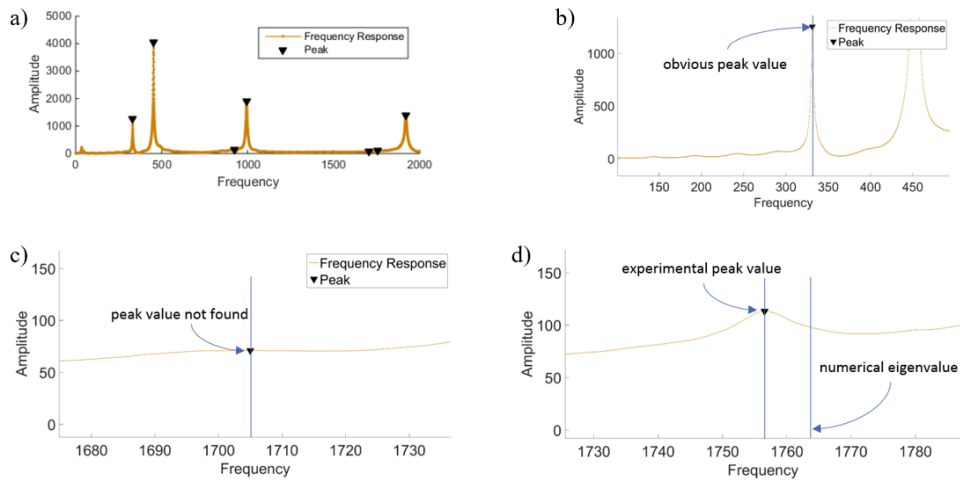 a)
5000
4000
3000
2000
1000
0
Amplitude
Frequency Response
Peak
0 500 1000 1500 2000
Frequency
b)
1000
500
0
Amplitude
Frequency Response
Peak
obvious peak value
150 200 250 300 350 400 450
Frequency
c)
150
100
50
0
Amplitude
Frequency Response
Peak
peak value not found
1680 1690 1700 1710 1720 1730
Frequency
d)
150
100
50
0
Amplitude
experimental peak value
numerical eigenvalue
1730 1740 1750 1760 1770 1780
Frequency